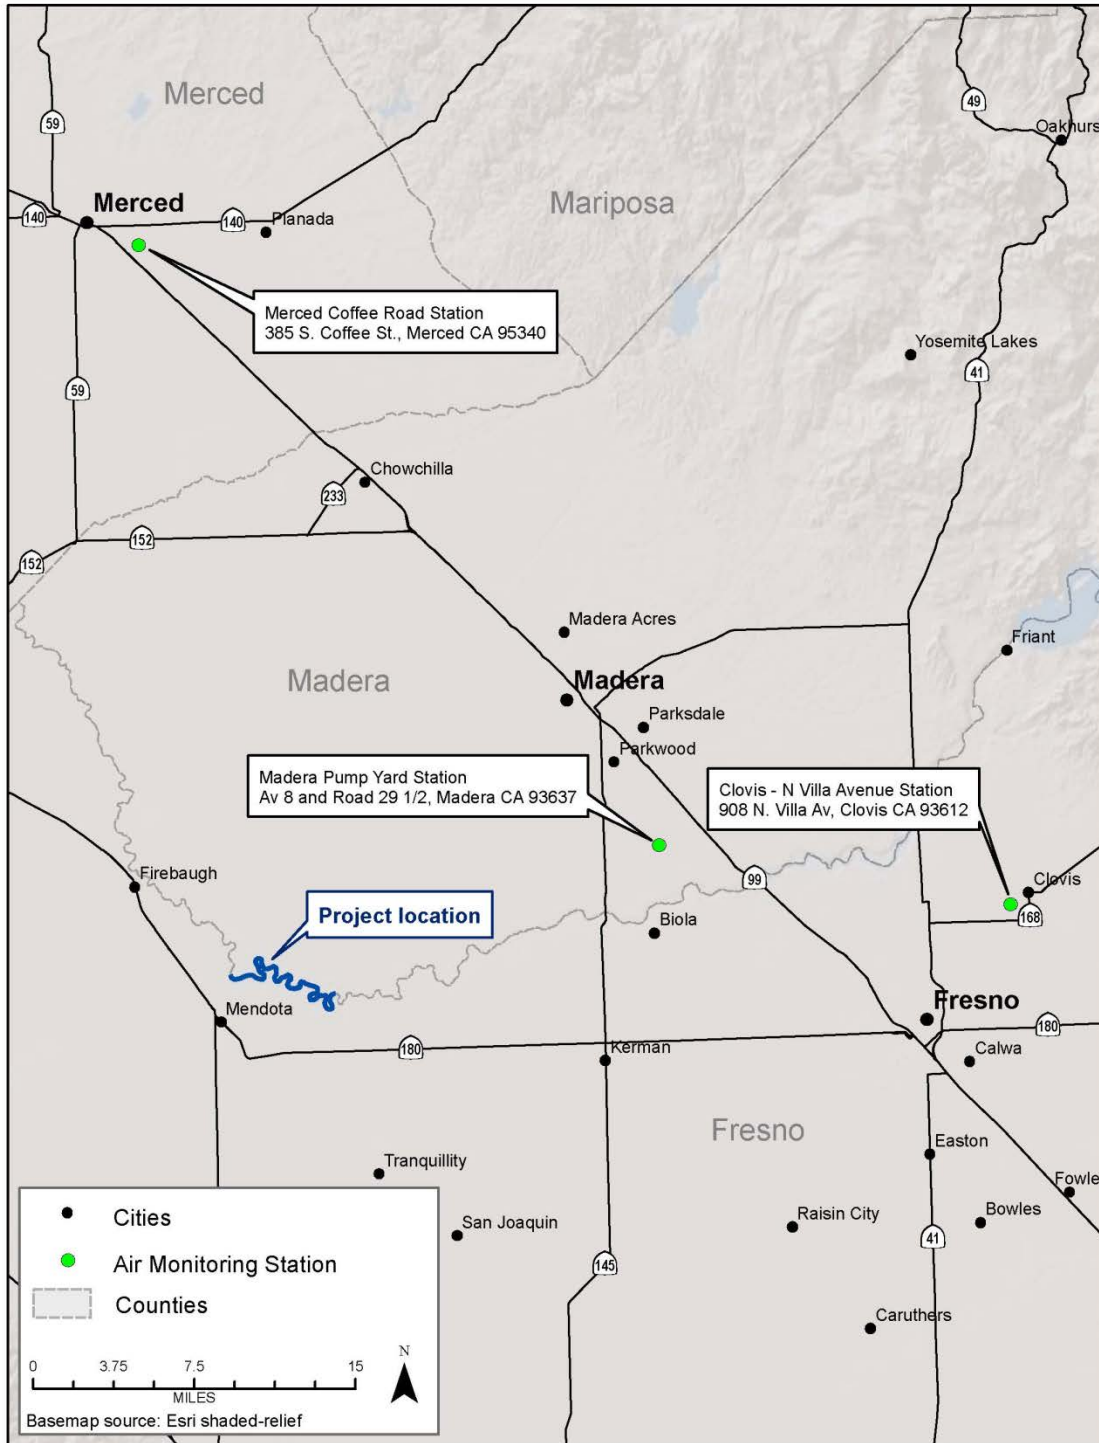 Merced
49
59
Oakhurs
Merced
Mariposa
140
140
Planada
Merced Coffee Road Station
385 S. Coffee St., Merced CA 95340
Yosemite Lakes
41
59
Chowchilla
233
152
152
Madera Acres
Friant
Madera
Madera
Parksdale
Parkwood
Madera Pump Yard Station
Av 8 and Road 29 1/2, Madera CA 93637
Clovis - N Villa Avenue Station
908 N. Villa Av, Clovis CA 93612
Firebaugh
99
Clovis
Project location
Biola
168
Mendota
Fresno
180
180
Kerman
Calwa
Fresno
Easton
Tranquillity
Fowle
San Joaquin
Raisin City
Bowles
41
145
Caruthers
Cities
Air Monitoring Station
Counties
0 3.75 7.5 15
MILES
N
Basemap source: Esri shaded-relief